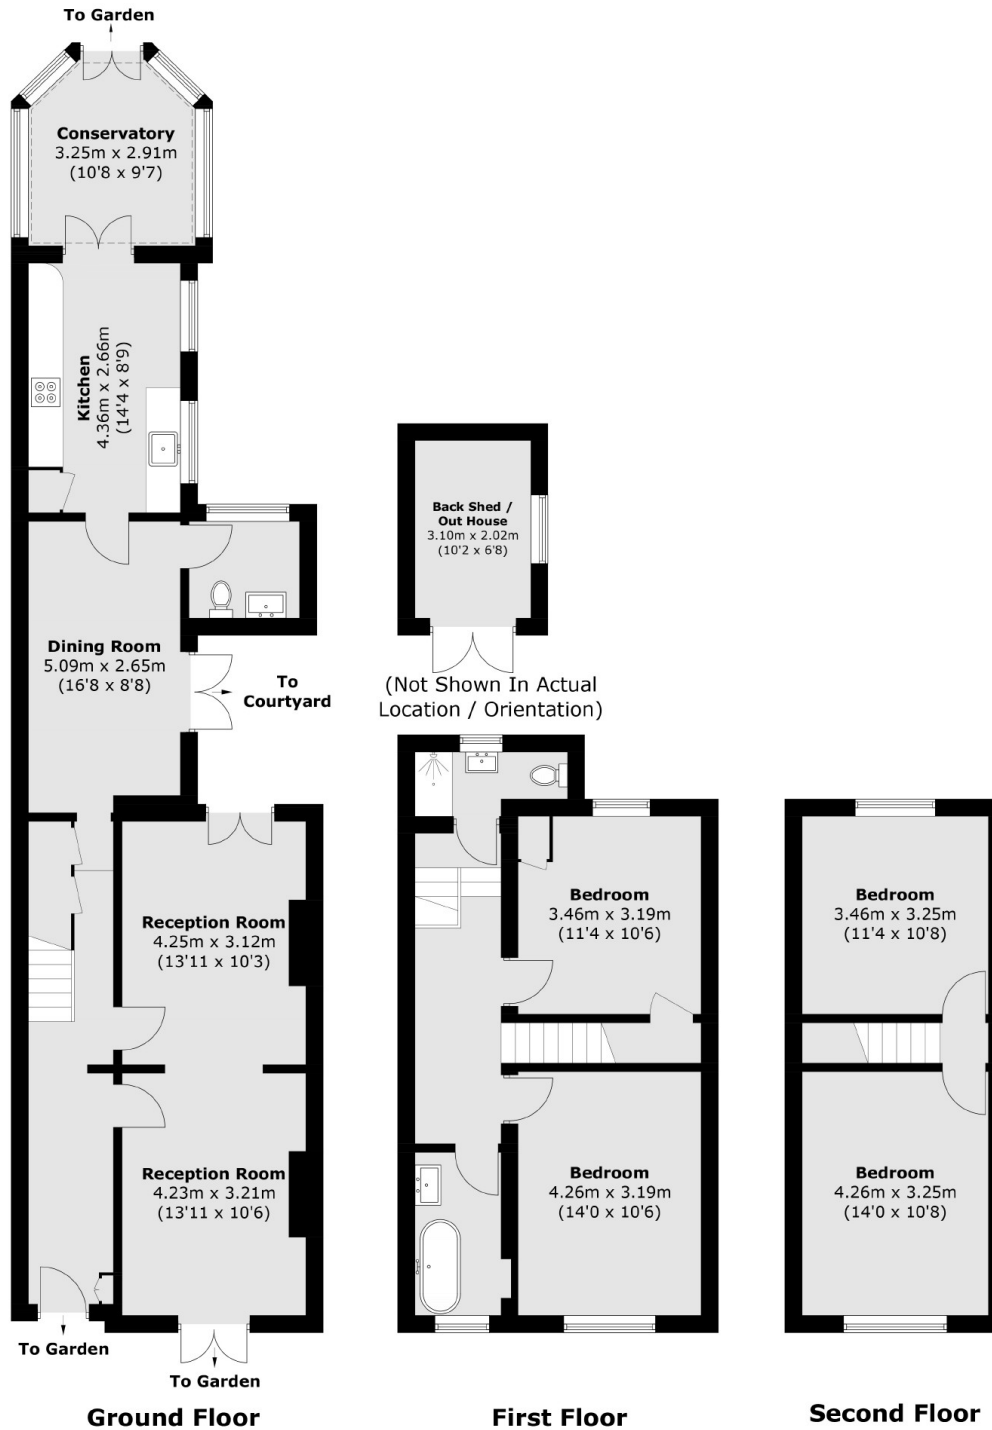 To Garden
Conservatory
3.25m x 2.91m
(10'8 x 9'7)
Kitchen
4.36m x 2.66m
(14'4 x 8'9)
Dining Room
5.09m x 2.65m
(16'8 x 8'8)
To
Courtyard
Reception Room
4.25m x 3.12m
(13'11 x 10'3)
Reception Room
4.23m x 3.21m
(13'11 x 10'6)
To Garden
To Garden
Ground Floor
Back Shed /
Out House
3.10m x 2.02m
(10'2 x 6'8)
(Not Shown In Actual
Location / Orientation)
Bedroom
3.46m x 3.19m
(11'4 x 10'6)
Bedroom
4.26m x 3.19m
(14'0 x 10'6)
First Floor
Bedroom
3.46m x 3.25m
(11'4 x 10'8)
Bedroom
4.26m x 3.25m
(14'0 x 10'8)
Second Floor